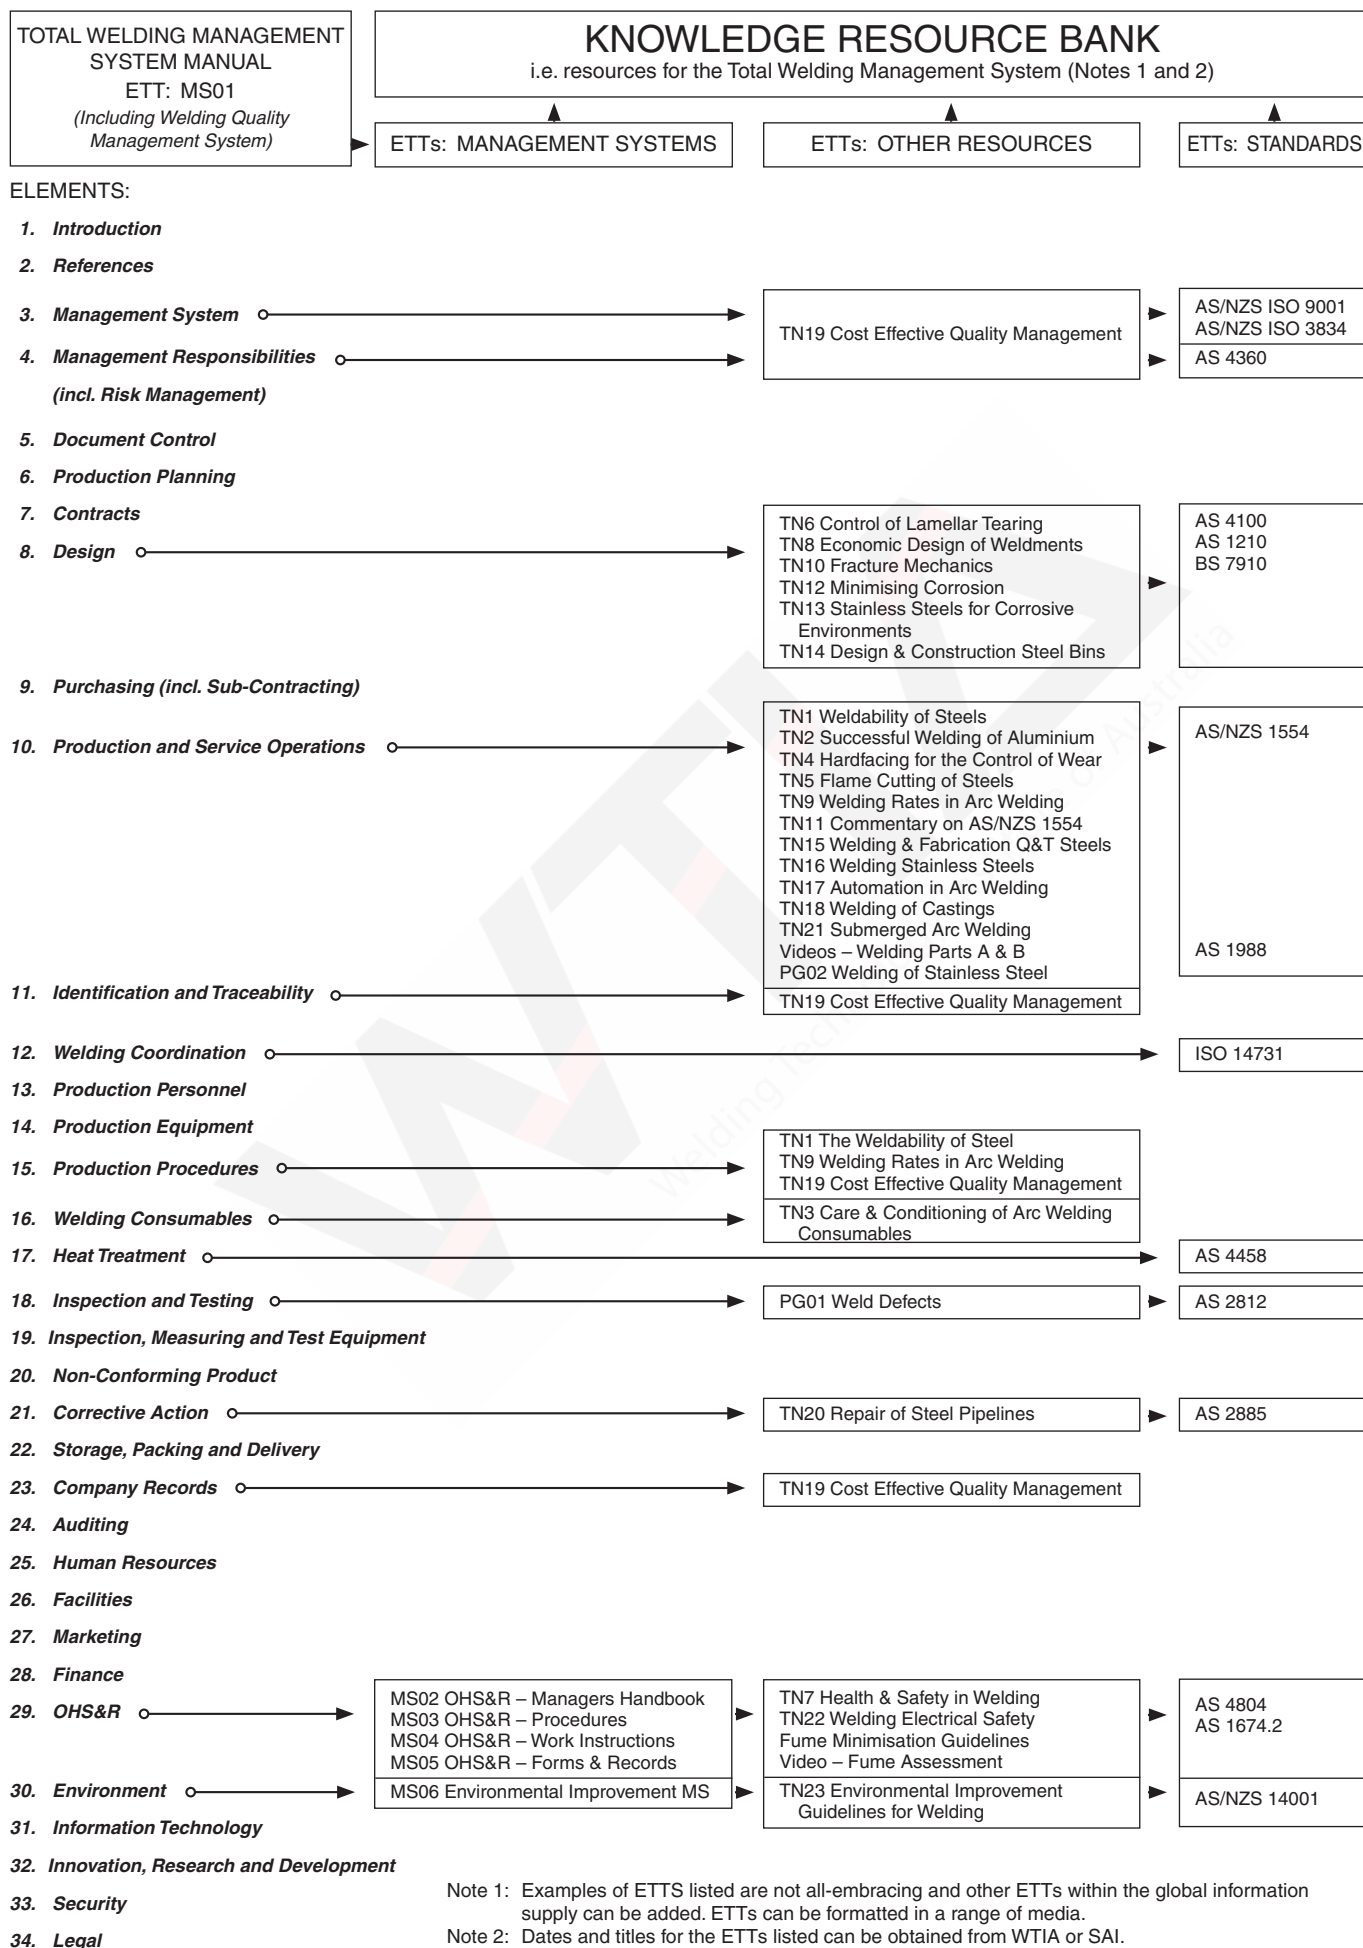 TOTAL WELDING MANAGEMENT
SYSTEM MANUAL
ETT: MS01
(Including Welding Quality
Management System)
KNOWLEDGE RESOURCE BANK
i.e. resources for the Total Welding Management System (Notes 1 and 2)
ETTs: MANAGEMENT SYSTEMS
ETTs: OTHER RESOURCES
ETTs: STANDARDS
ELEMENTS:
1. Introduction
2. References
3. Management System
4. Management Responsibilities
(incl. Risk Management)
TN19 Cost Effective Quality Management
AS/NZS ISO 9001
AS/NZS ISO 3834
AS 4360
5. Document Control
6. Production Planning
7. Contracts
8. Design
TN6 Control of Lamellar Tearing
TN8 Economic Design of Weldments
TN10 Fracture Mechanics
TN12 Minimising Corrosion
TN13 Stainless Steels for Corrosive
Environments
TN14 Design & Construction Steel Bins
AS 4100
AS 1210
BS 7910
9. Purchasing (incl. Sub-Contracting)
10. Production and Service Operations
TN1 Weldability of Steels
TN2 Successful Welding of Aluminium
TN4 Hardfacing for the Control of Wear
TN5 Flame Cutting of Steels
TN9 Welding Rates in Arc Welding
TN11 Commentary on AS/NZS 1554
TN15 Welding & Fabrication Q&T Steels
TN16 Welding Stainless Steels
TN17 Automation in Arc Welding
TN18 Welding of Castings
TN21 Submerged Arc Welding
Videos – Welding Parts A & B
PG02 Welding of Stainless Steel
AS/NZS 1554
AS 1988
11. Identification and Traceability
TN19 Cost Effective Quality Management
12. Welding Coordination
ISO 14731
13. Production Personnel
14. Production Equipment
15. Production Procedures
TN1 The Weldability of Steel
TN9 Welding Rates in Arc Welding
TN19 Cost Effective Quality Management
16. Welding Consumables
TN3 Care & Conditioning of Arc Welding
Consumables
17. Heat Treatment
AS 4458
18. Inspection and Testing
PG01 Weld Defects
AS 2812
19. Inspection, Measuring and Test Equipment
20. Non-Conforming Product
21. Corrective Action
TN20 Repair of Steel Pipelines
AS 2885
22. Storage, Packing and Delivery
23. Company Records
TN19 Cost Effective Quality Management
24. Auditing
25. Human Resources
26. Facilities
27. Marketing
28. Finance
29. OHS&R
MS02 OHS&R – Managers Handbook
MS03 OHS&R – Procedures
MS04 OHS&R – Work Instructions
MS05 OHS&R – Forms & Records
TN7 Health & Safety in Welding
TN22 Welding Electrical Safety
Fume Minimisation Guidelines
Video – Fume Assessment
AS 4804
AS 1674.2
30. Environment
MS06 Environmental Improvement MS
TN23 Environmental Improvement
Guidelines for Welding
AS/NZS 14001
31. Information Technology
32. Innovation, Research and Development
33. Security
34. Legal
Note 1: Examples of ETTS listed are not all-embracing and other ETTs within the global information
supply can be added. ETTs can be formatted in a range of media.
Note 2: Dates and titles for the ETTs listed can be obtained from WTIA or SAI.
WTIA